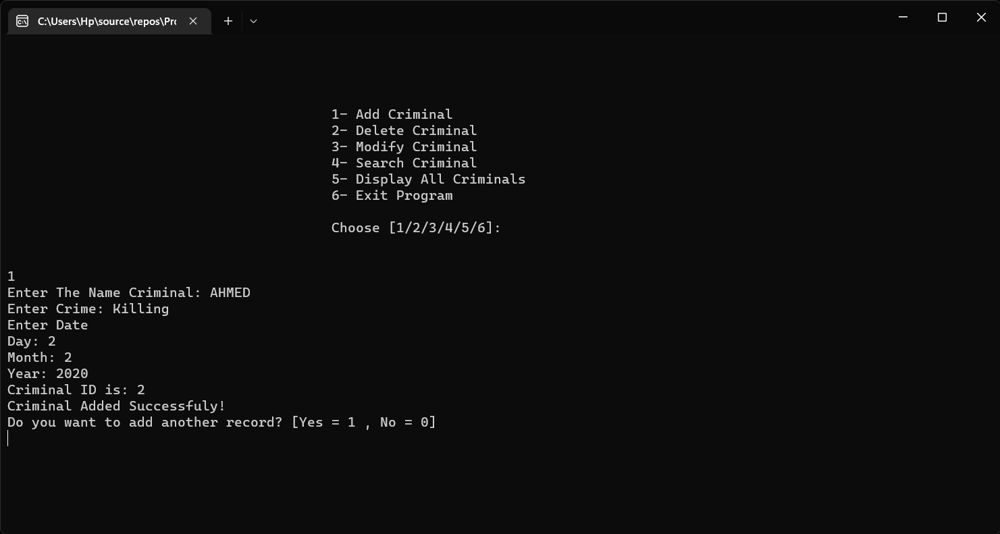 C:\Users\Hp\source\repos\Pro
1- Add Criminal
2- Delete Criminal
3- Modify Criminal
4- Search Criminal
5- Display All Criminals
6- Exit Program
Choose [1/2/3/4/5/6]:
1
Enter The Name Criminal: AHMED
Enter Crime: Killing
Enter Date
Day: 2
Month: 2
Year: 2020
Criminal ID is: 2
Criminal Added Successfuly!
Do you want to add another record? [Yes = 1 , No = 0]